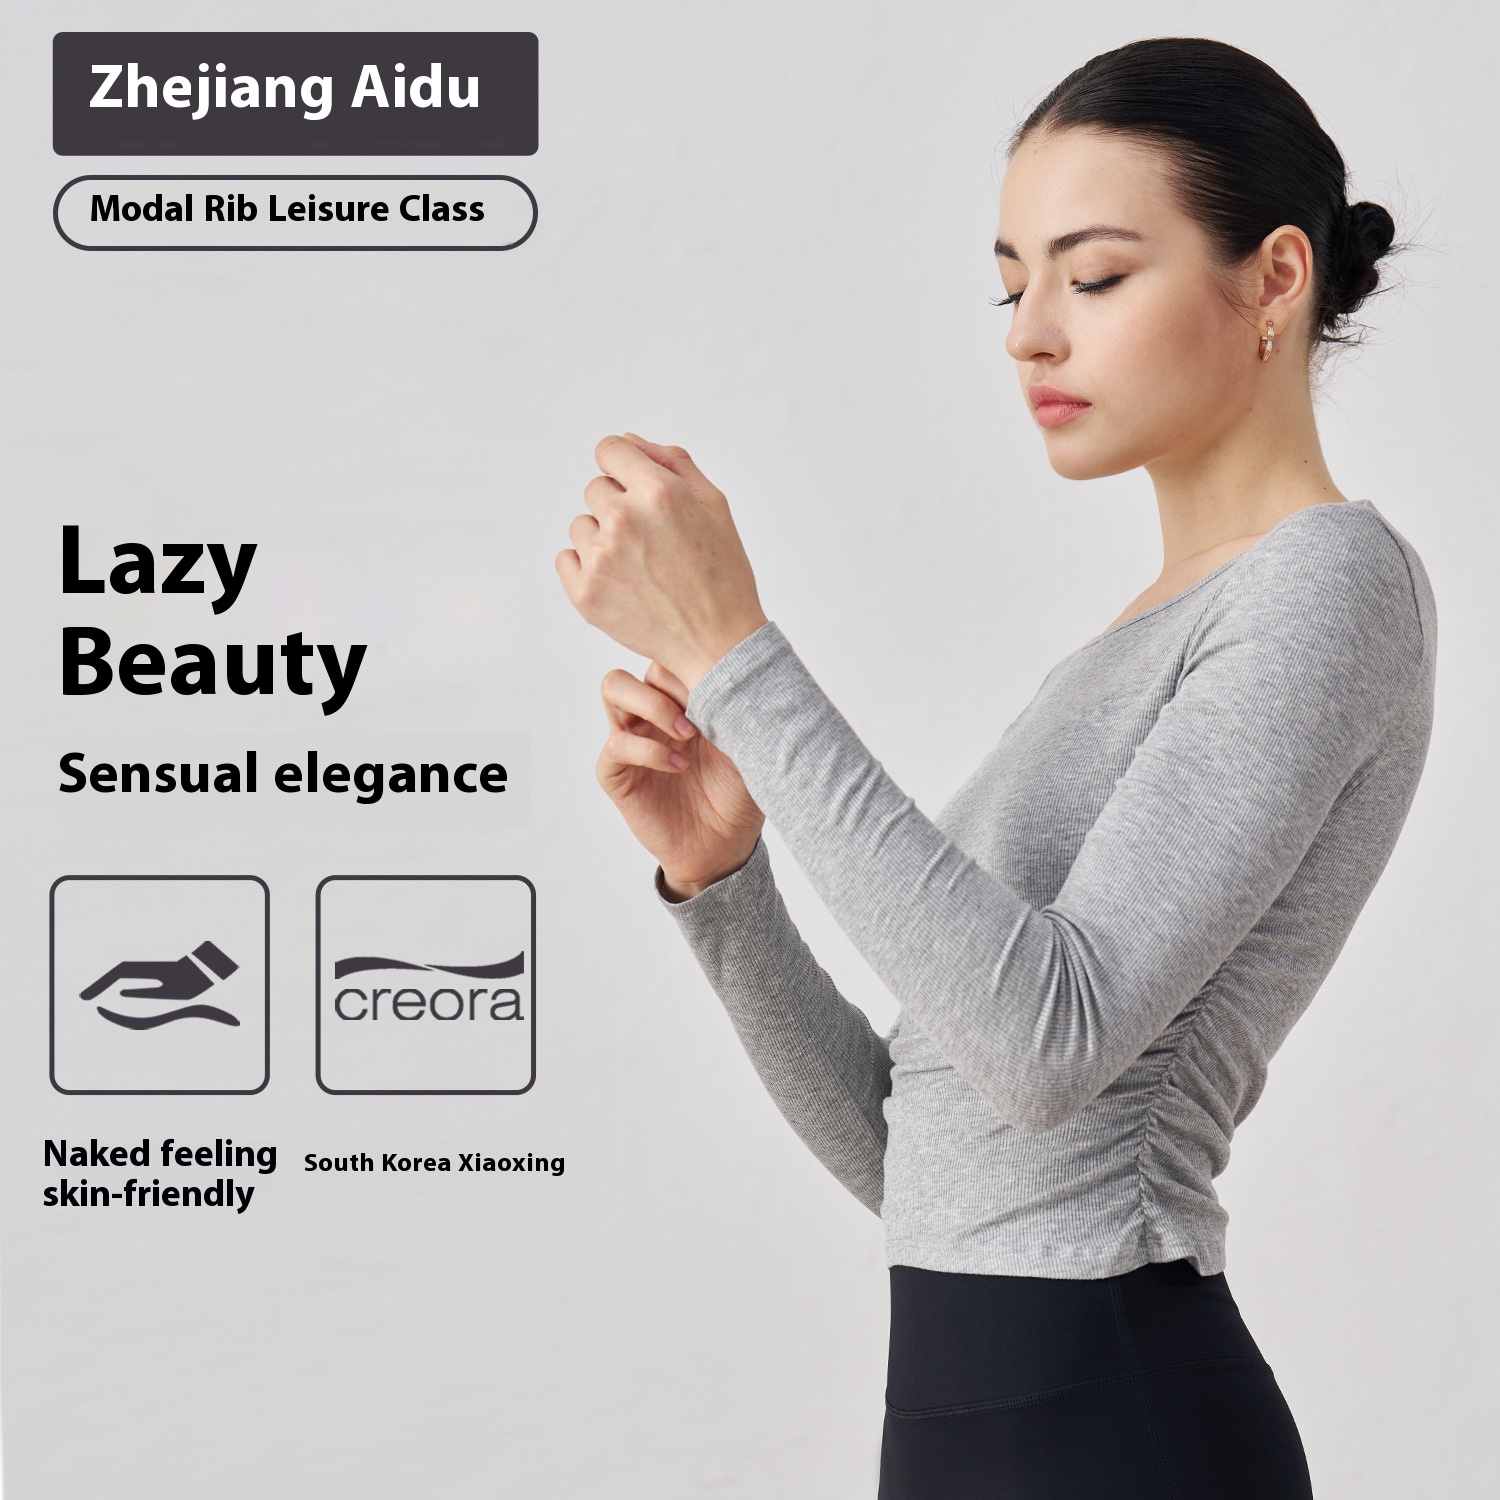 Zhejiang Aidu
Modal Rib Leisure Class
Lazy
Beauty
Sensual elegance
creora
Naked feeling
skin-friendly
South Korea Xiaoxing